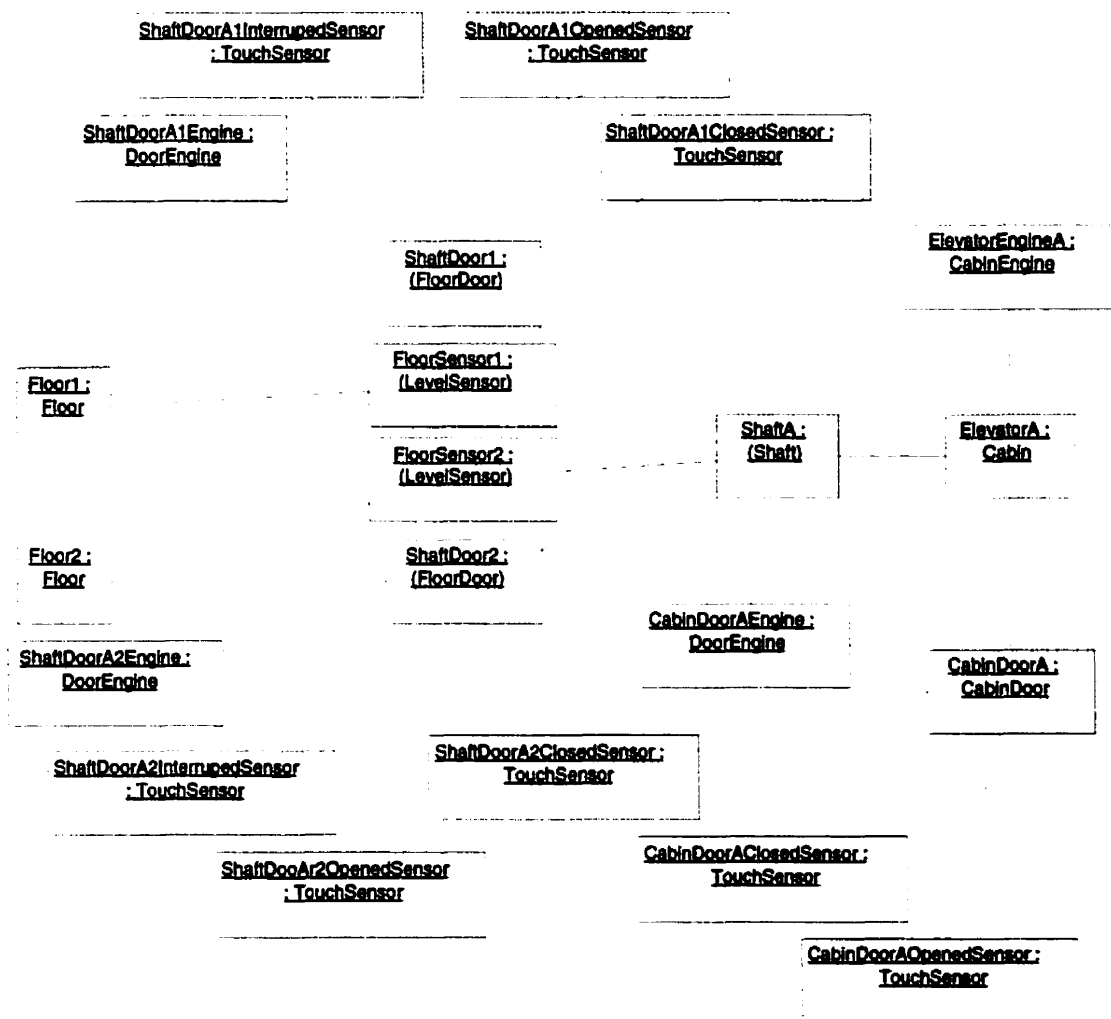 ShaftDoorA1InterrupedSensor
: TouchSensor
ShaftDoorA1OpenedSensor
: TouchSensor
ShaftDoorA1Engine :
DoorEngine
ShaftDoorA1ClosedSensor :
TouchSensor
ElevatorEngineA :
CabinEngine
ShaftDoor1 :
(FloorDoor)
FloorSensor1 :
(LevelSensor)
Floor1 :
Floor
ShaftA :
(Shaft)
ElevatorA :
Cabin
FloorSensor2 :
(LevelSensor)
Floor2 :
Floor
ShaftDoor2 :
(FloorDoor)
CabinDoorAEngine :
DoorEngine
ShaftDoorA2Engine :
DoorEngine
CabinDoorA :
CabinDoor
ShaftDoorA2InterrupedSensor
: TouchSensor
ShaftDoorA2ClosedSensor :
TouchSensor
ShaftDooAr2OpenedSensor
: TouchSensor
CabinDoorAClosedSensor :
TouchSensor
CabinDoorAOpenedSensor :
TouchSensor